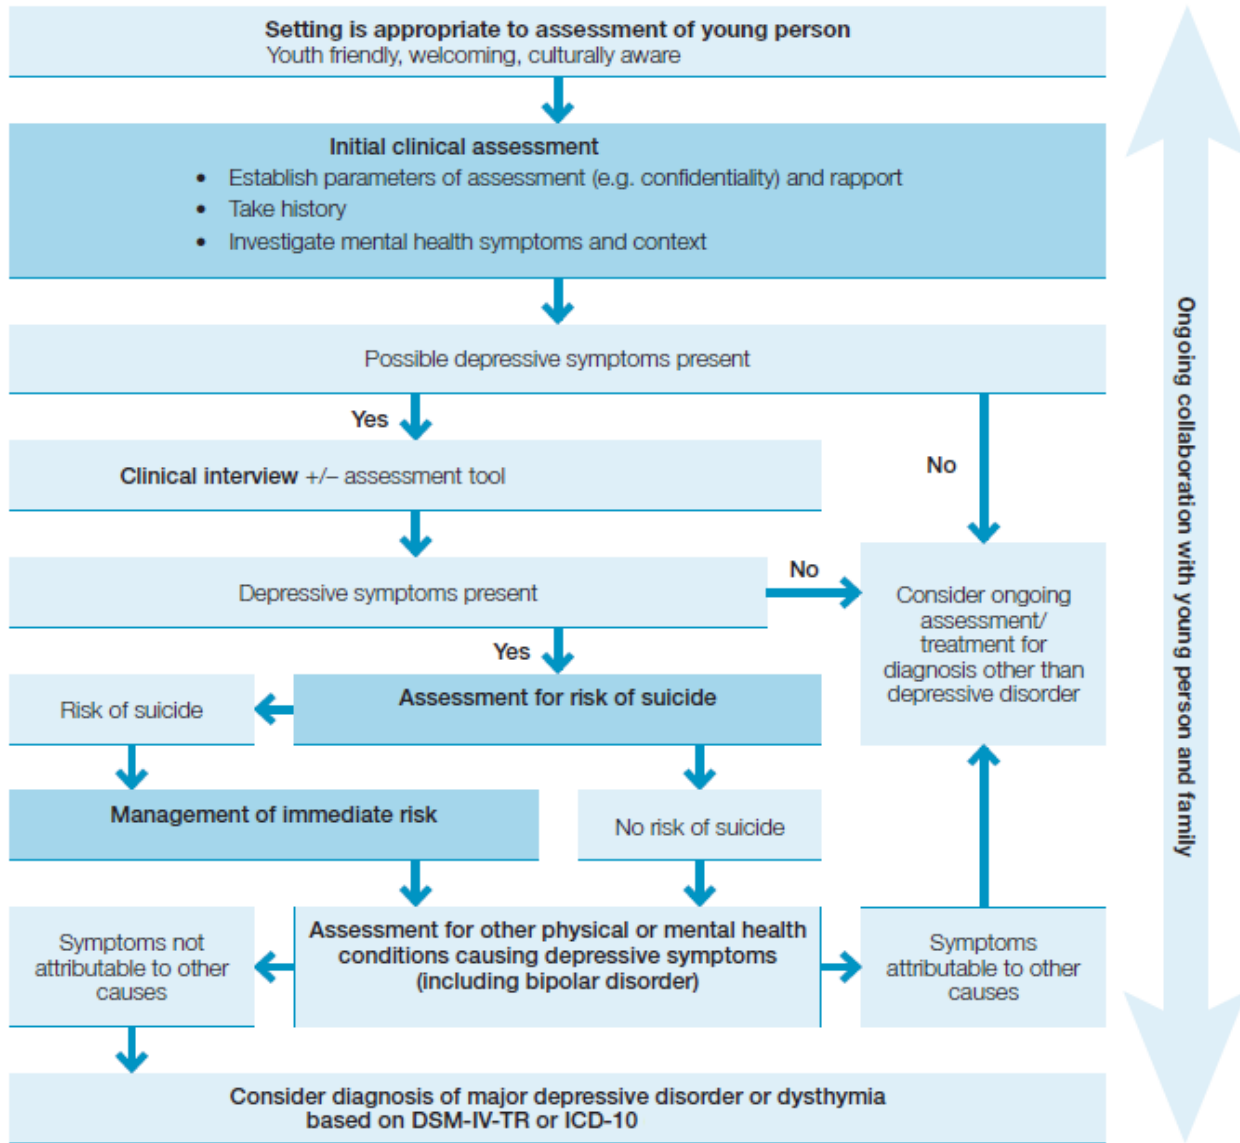 Setting is appropriate to assessment of young person
Youth friendly, welcoming, culturally aware
Initial clinical assessment
• Establish parameters of assessment (e.g. confidentiality) and rapport
• Take history
• Investigate mental health symptoms and context
Possible depressive symptoms present
Yes
No
Clinical interview +/– assessment tool
Depressive symptoms present
No
Yes
Consider ongoing
assessment/
treatment for
diagnosis other than
depressive disorder
Risk of suicide
Assessment for risk of suicide
Management of immediate risk
No risk of suicide
Symptoms not
attributable to other
causes
Assessment for other physical or mental health
conditions causing depressive symptoms
(including bipolar disorder)
Symptoms
attributable to other
causes
Consider diagnosis of major depressive disorder or dysthymia
based on DSM-IV-TR or ICD-10
Ongoing collaboration with young person and family